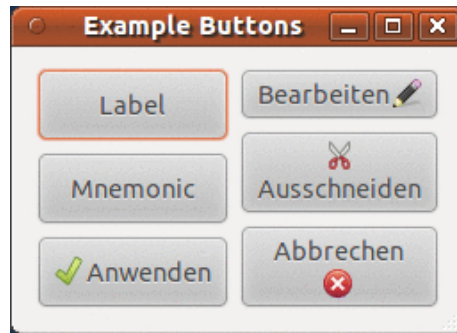 Example Buttons
Label
Bearbeiten
Mnemonic
Ausschneiden
Anwenden
Abbrechen